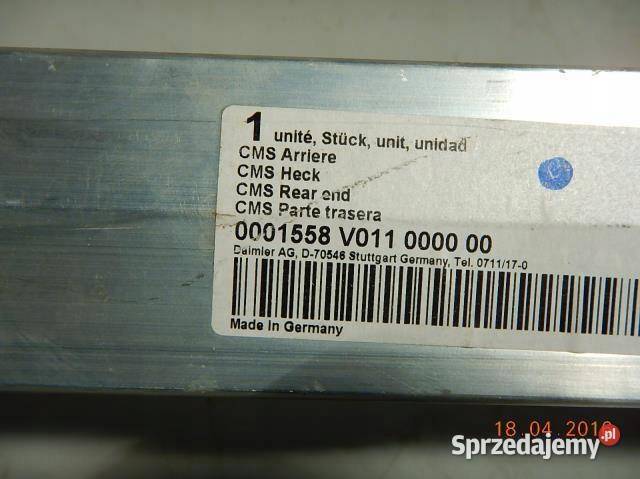 1 unité, Stück, unit, unidad
CMS Arriere
CMS Heck
CMS Rear end
CMS Parte trasera
0001558 V011 0000 00
Daimler AG, D-70546 Stuttgart Germany, Tel. 0711/17-0
Made in Germany
18.04.2016
Sprzedajemy.pl